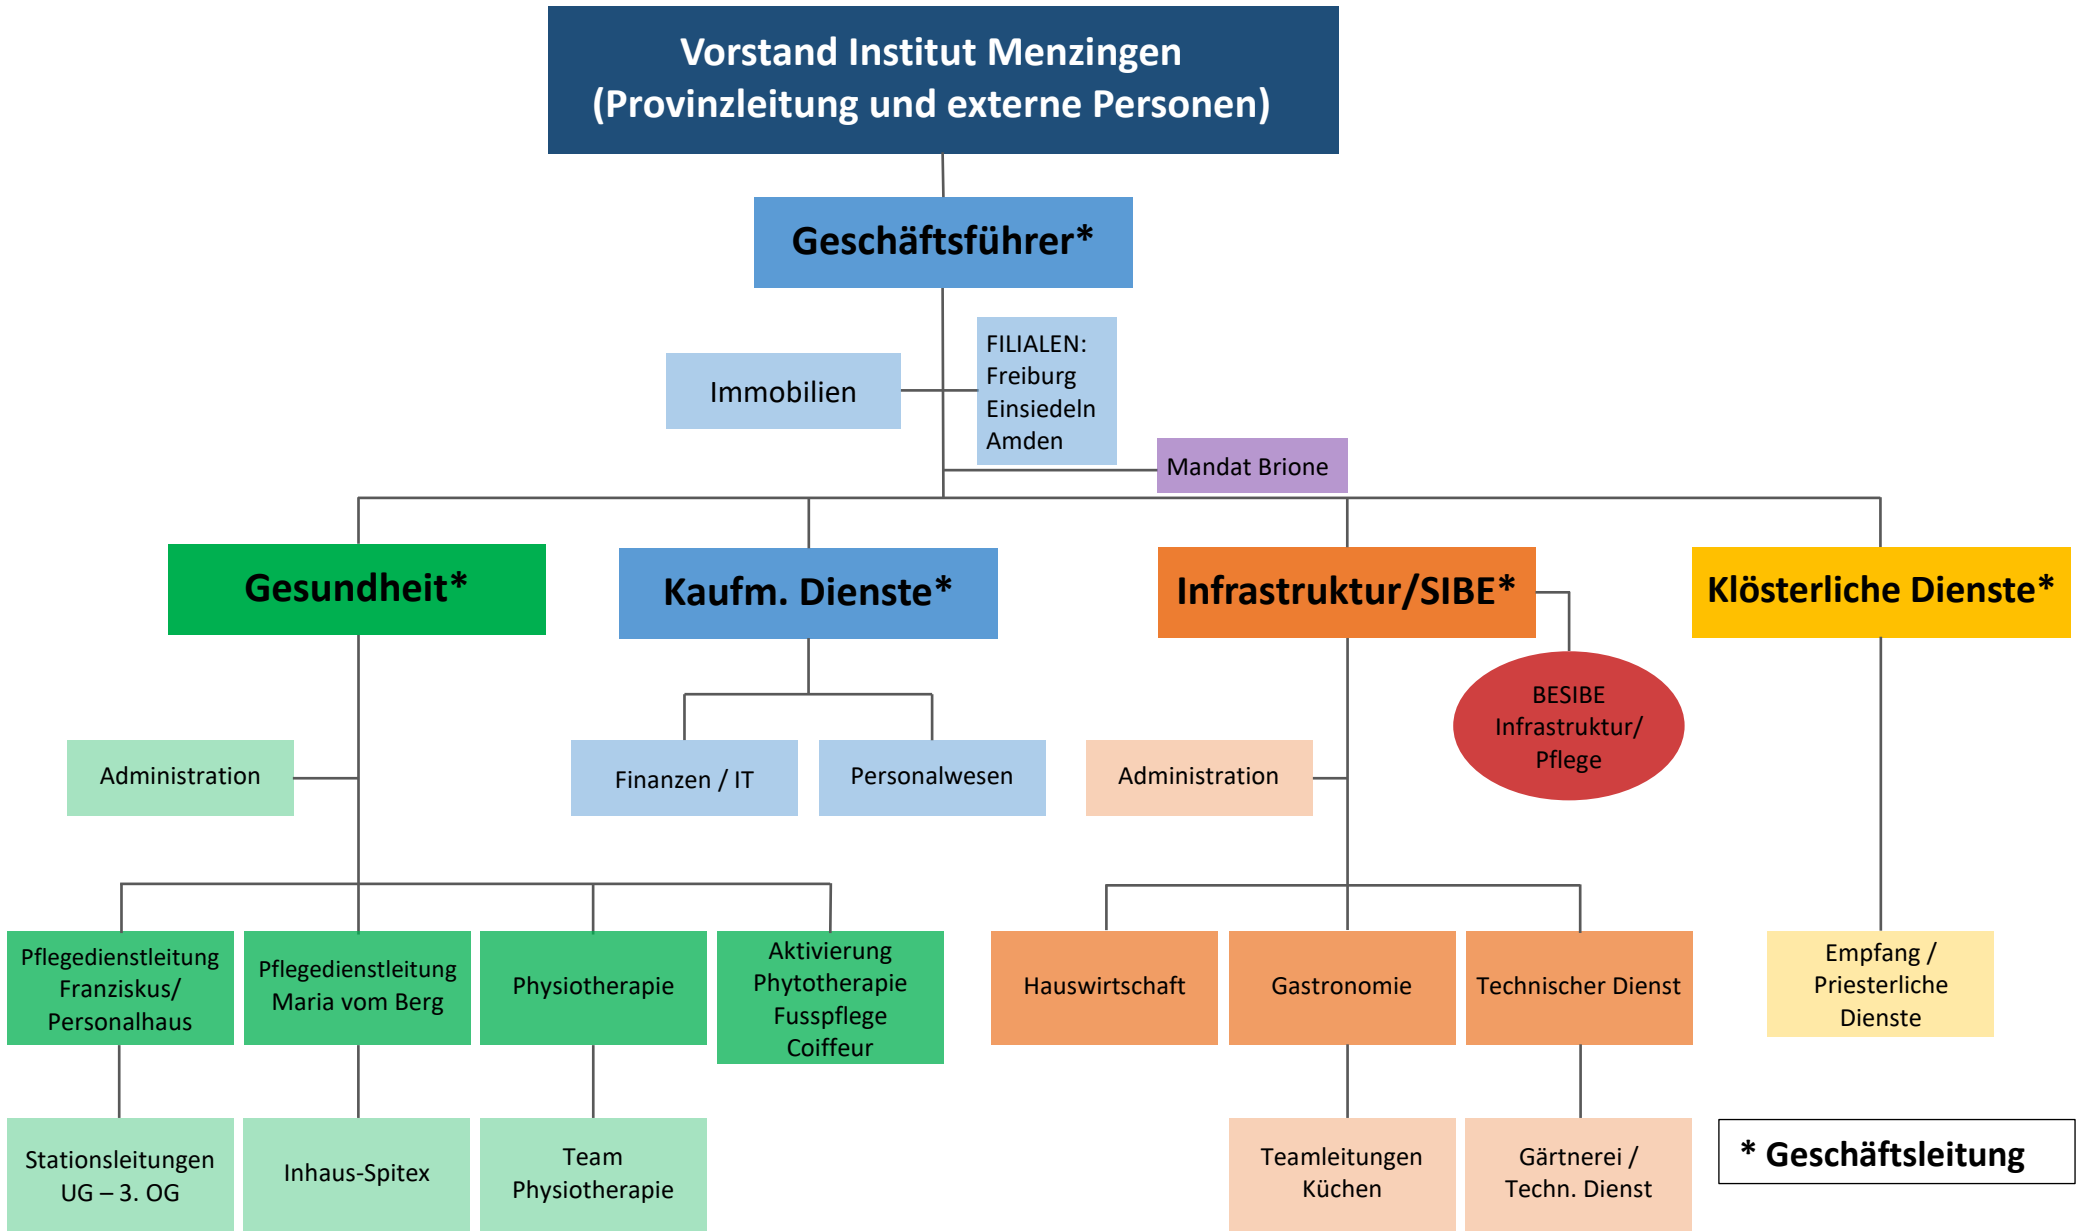 Vorstand Institut Menzingen
(Provinzleitung und externe Personen)
Geschäftsführer*
Immobilien
FILIALEN:
Freiburg
Einsiedeln
Amden
Mandat Brione
Gesundheit*
Kaufm. Dienste*
Infrastruktur/SIBE*
Klösterliche Dienste*
BESIBE
Infrastruktur/
Pflege
Administration
Finanzen / IT
Personalwesen
Administration
Pflegedienstleitung
Franziskus/
Personalhaus
Pflegedienstleitung
Maria vom Berg
Physiotherapie
Aktivierung
Phytotherapie
Fusspflege
Coiffeur
Hauswirtschaft
Gastronomie
Technischer Dienst
Empfang /
Priesterliche
Dienste
Stationsleitungen
UG – 3. OG
Inhaus-Spitex
Team
Physiotherapie
Teamleitungen
Küchen
Gärtnerei /
Techn. Dienst
* Geschäftsleitung